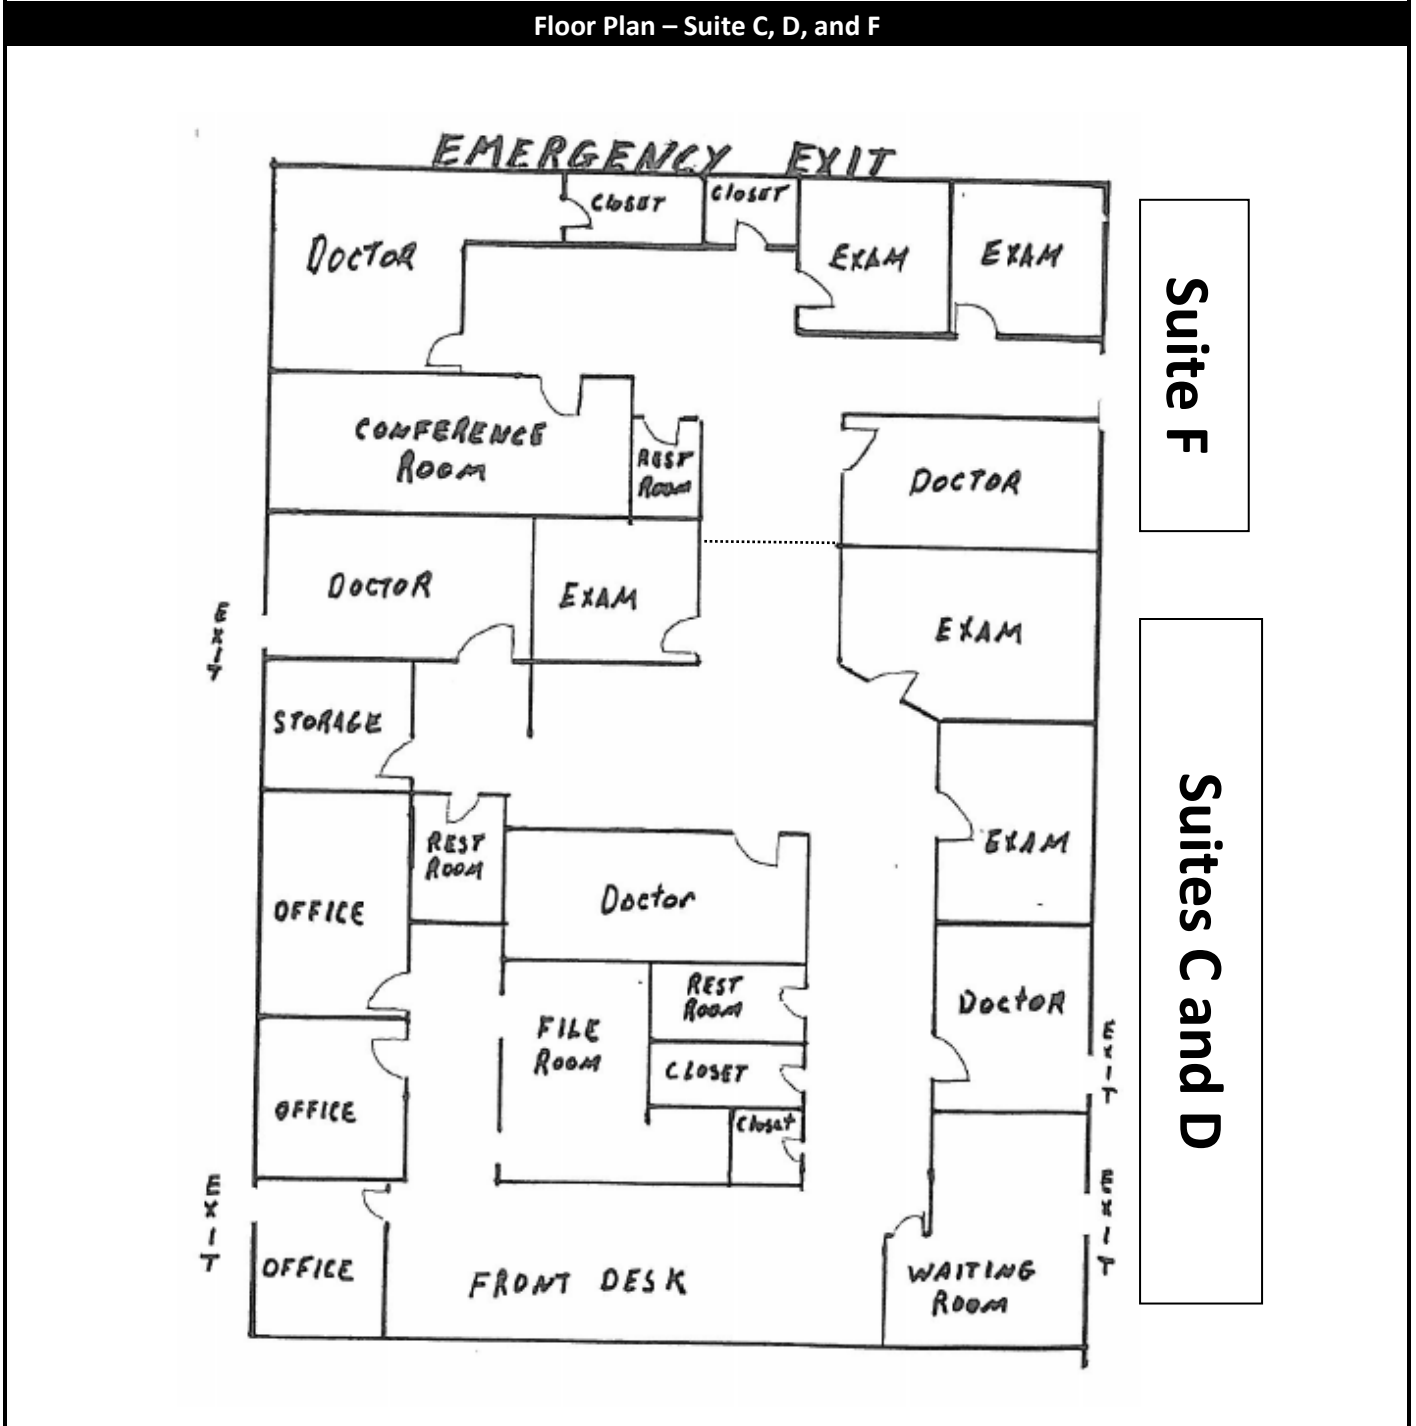 Floor Plan – Suite C, D, and F
EMERGENCY EXIT
CLOSET
CLOSET
DOCTOR
EXAM
EXAM
Suite F
CONFERENCE
ROOM
REST
ROOM
DOCTOR
DOCTOR
EXAM
EXIT
EXAM
STORAGE
Suites C and D
REST
ROOM
EXAM
OFFICE
Doctor
REST
ROOM
DoctoR
FILE
ROOM
EXIT
CLOSET
OFFICE
Closet
EXIT
EXIT
OFFICE
FRONT DESK
WAITING
ROOM